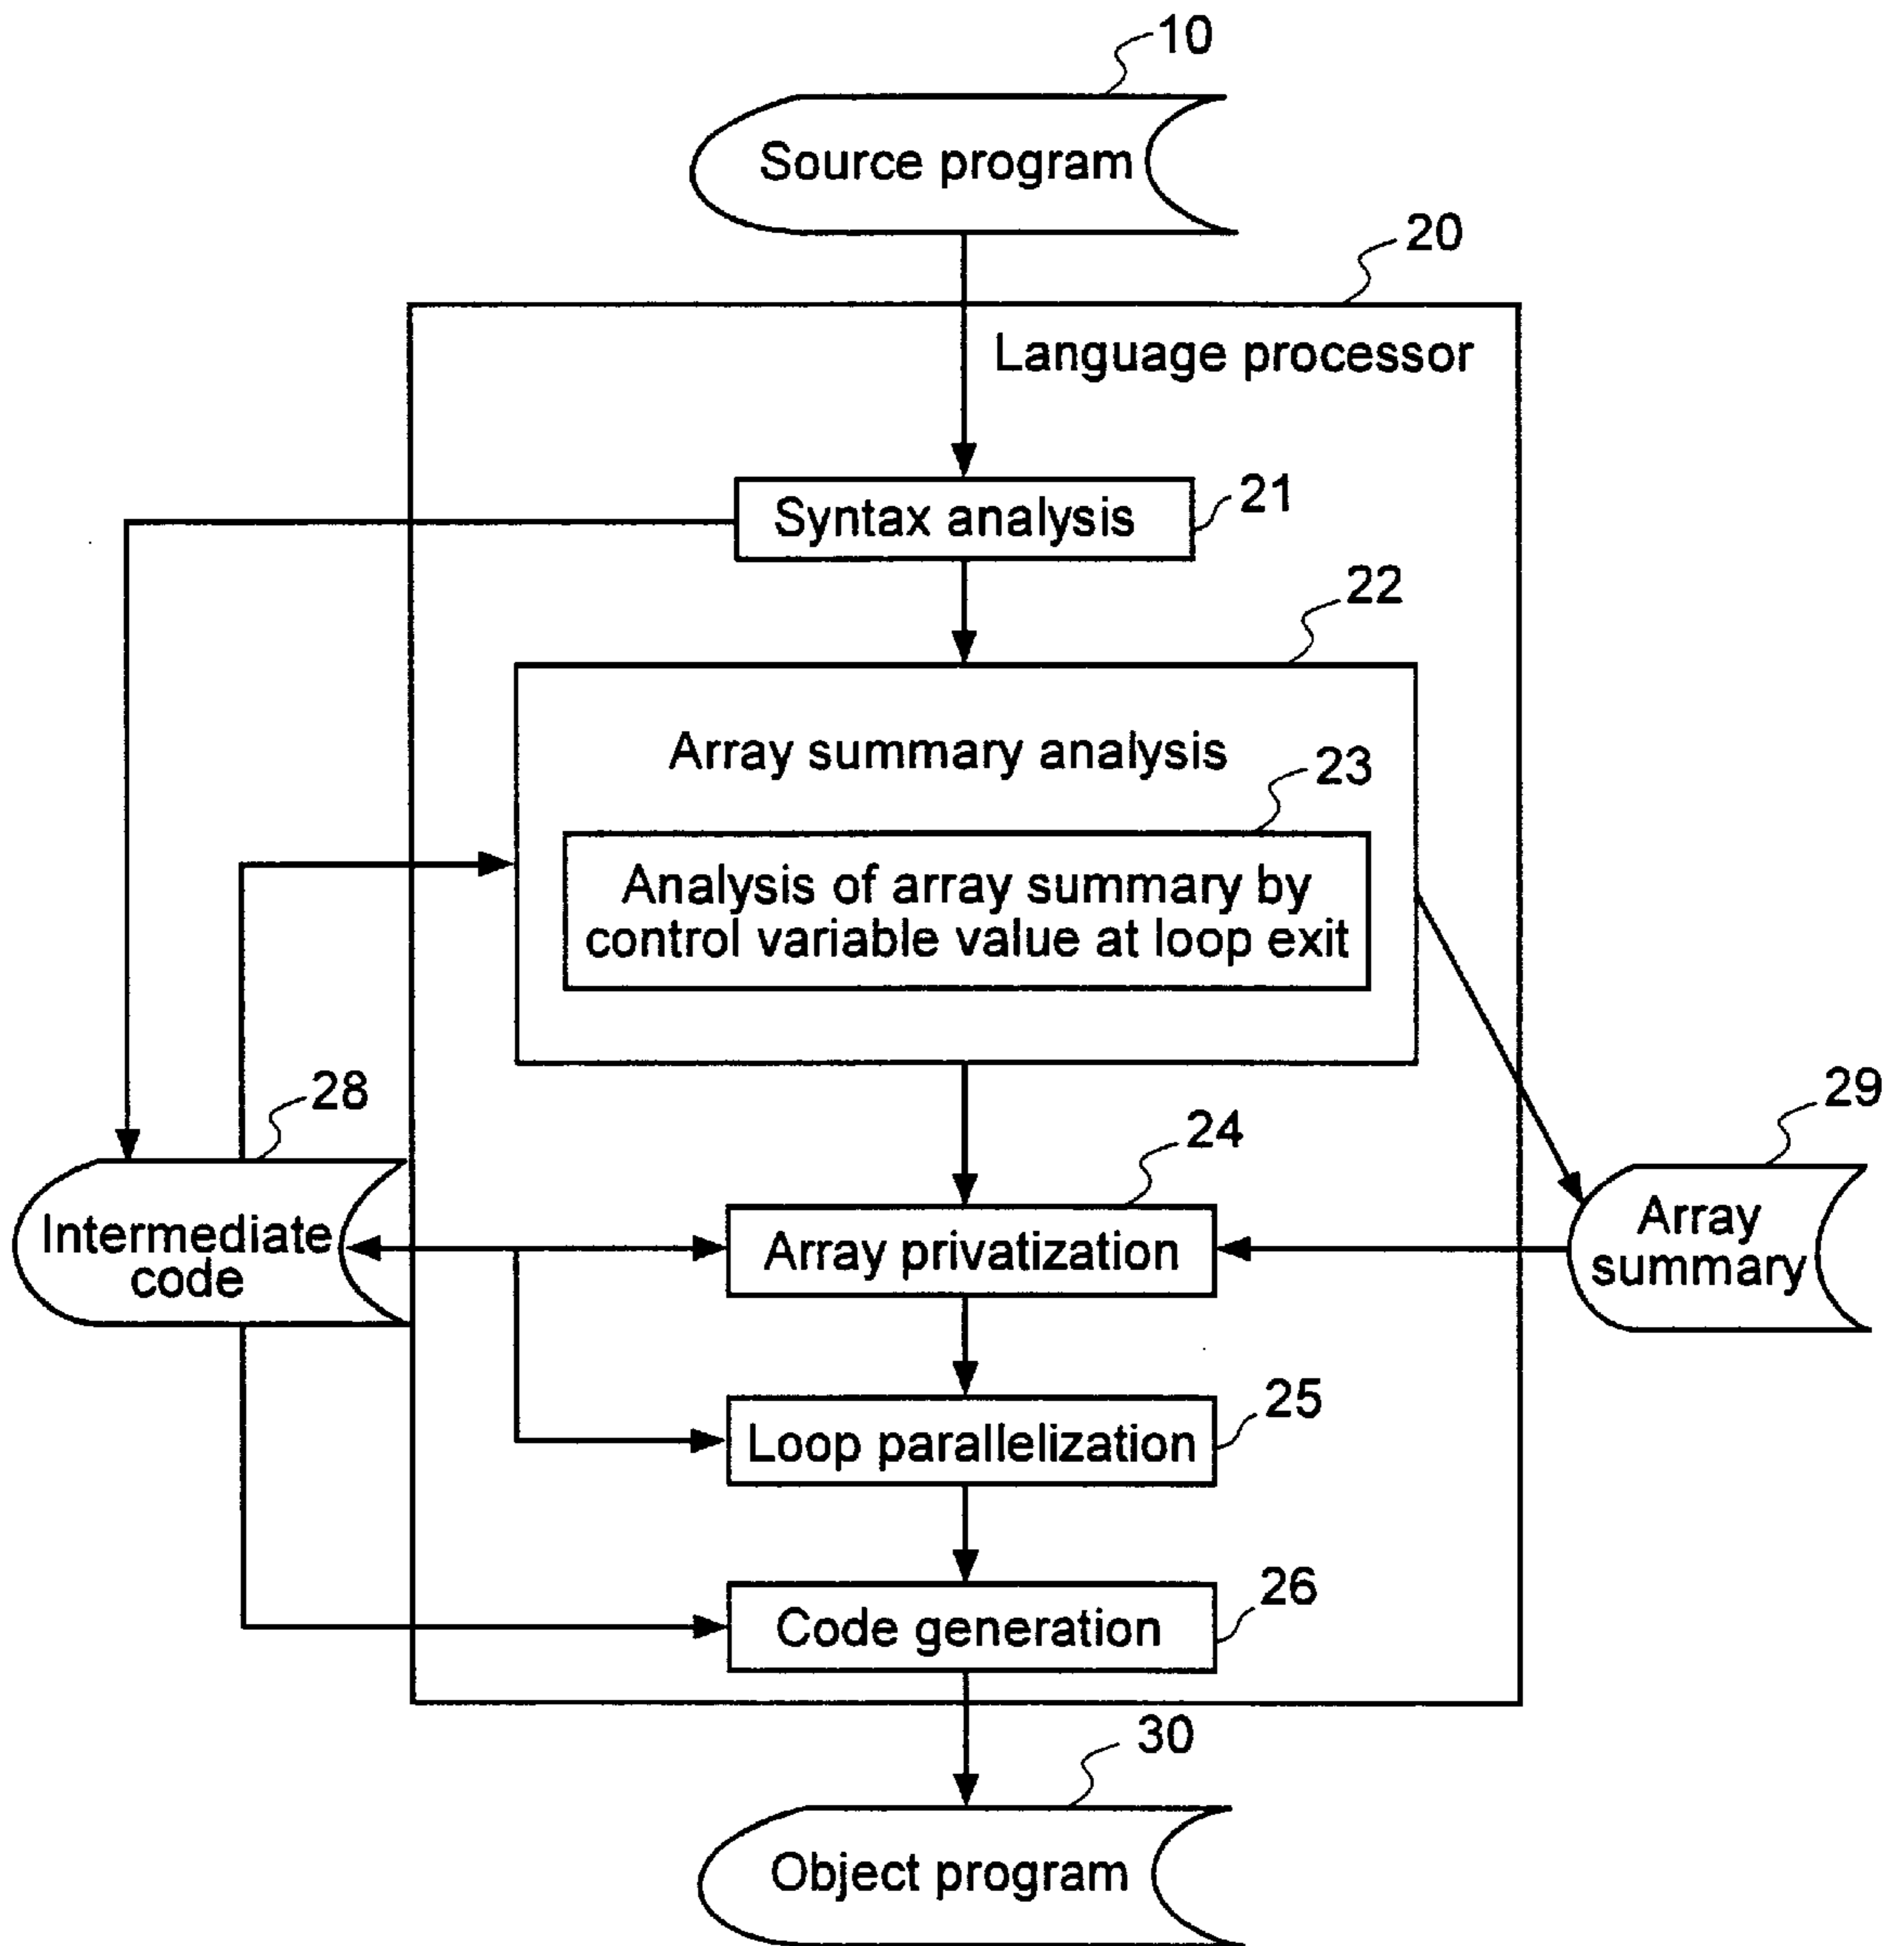 10
Source program
20
Language processor
Syntax analysis
21
22
Array summary analysis
23
Analysis of array summary by
control variable value at loop exit
28
Intermediate
code
24
Array privatization
29
Array
summary
25
Loop parallelization
26
Code generation
30
Object program